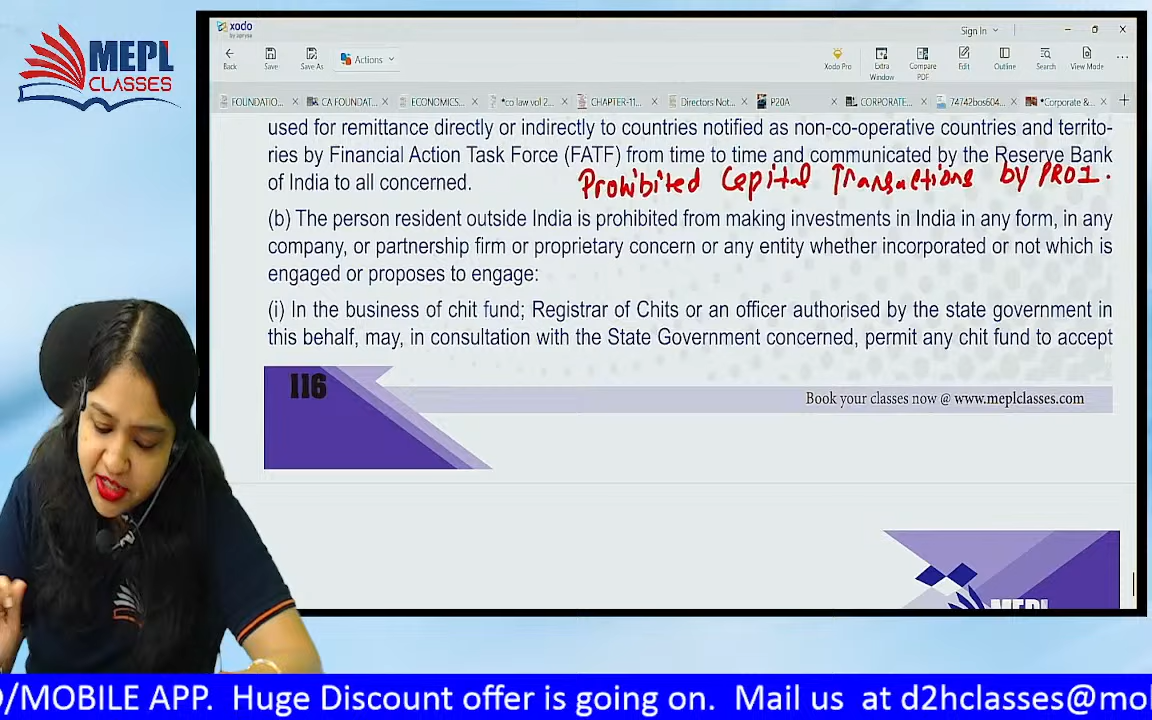 MEPL
CLASSES
xodo
by apryse
Sign In
Back
Save
Save As
Actions
Xodo Pro
Extra Window
Compare PDF
Edit
Outline
Search
View Mode
FOUNDATIO...
CA FOUNDAT...
ECONOMICS...
*co law vol 2...
CHAPTER-11...
Directors Not...
P20A
CORPORATE...
74742bos604...
*Corporate &...
used for remittance directly or indirectly to countries notified as non-co-operative countries and territo-
ries by Financial Action Task Force (FATF) from time to time and communicated by the Reserve Bank
of India to all concerned.
Prohibited Capital Transactions by PROI.
(b) The person resident outside India is prohibited from making investments in India in any form, in any
company, or partnership firm or proprietary concern or any entity whether incorporated or not which is
engaged or proposes to engage:
(i) In the business of chit fund; Registrar of Chits or an officer authorised by the state government in
this behalf, may, in consultation with the State Government concerned, permit any chit fund to accept
116
Book your classes now @ www.meplclasses.com
MEPL
/MOBILE APP. Huge Discount offer is going on. Mail us at d2hclasses@mo